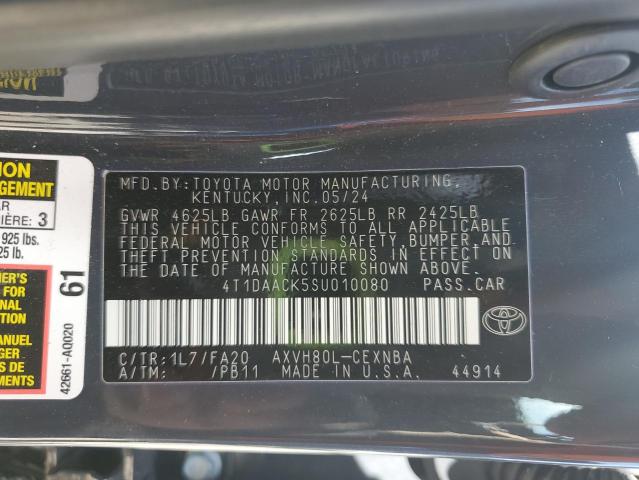 MFD.BY:TOYOTA MOTOR MANUFACTURING,
KENTUCKY, INC.05/24
GVWR 4625LB GAWR FR 2625LB RR 2425LB
THIS VEHICLE CONFORMS TO ALL APPLICABLE
FEDERAL MOTOR VEHICLE SAFETY, BUMPER, AND
THEFT PREVENTION STANDARDS IN EFFECT ON
THE DATE OF MANUFACTURE SHOWN ABOVE.
4T1DAACK5SU010080 PASS.CAR
C/TR:1L7/FA20 AXVH80L-CEXNBA
A/TM: /PB11 MADE IN U.S.A. 44914
ION
GEMENT
AR
IÈRE: 3
925 lbs.
25 lb.
61
42661-A0020